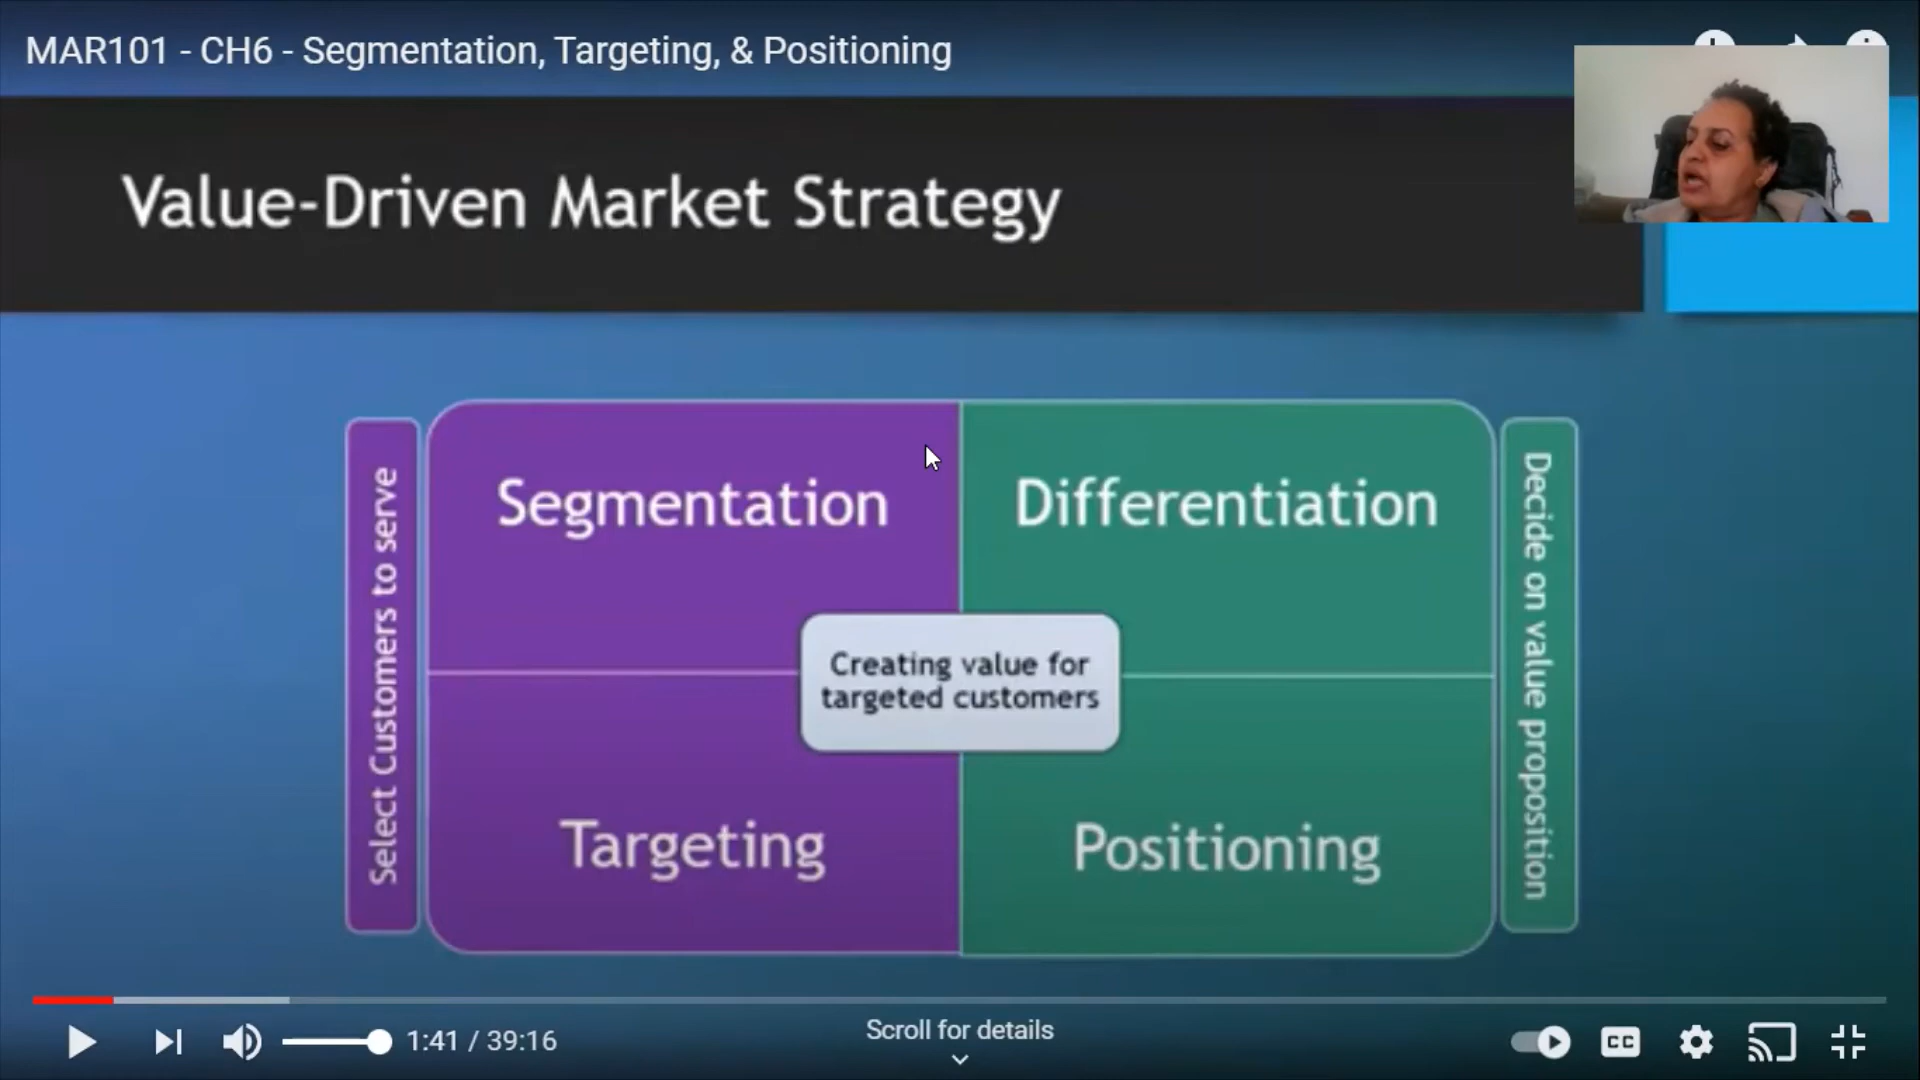 MAR101 - CH6 - Segmentation, Targeting, & Positioning
Value-Driven Market Strategy
Select Customers to serve
Segmentation
Differentiation
Creating value for
targeted customers
Targeting
Positioning
Decide on value proposition
1:41 / 39:16
Scroll for details
CC